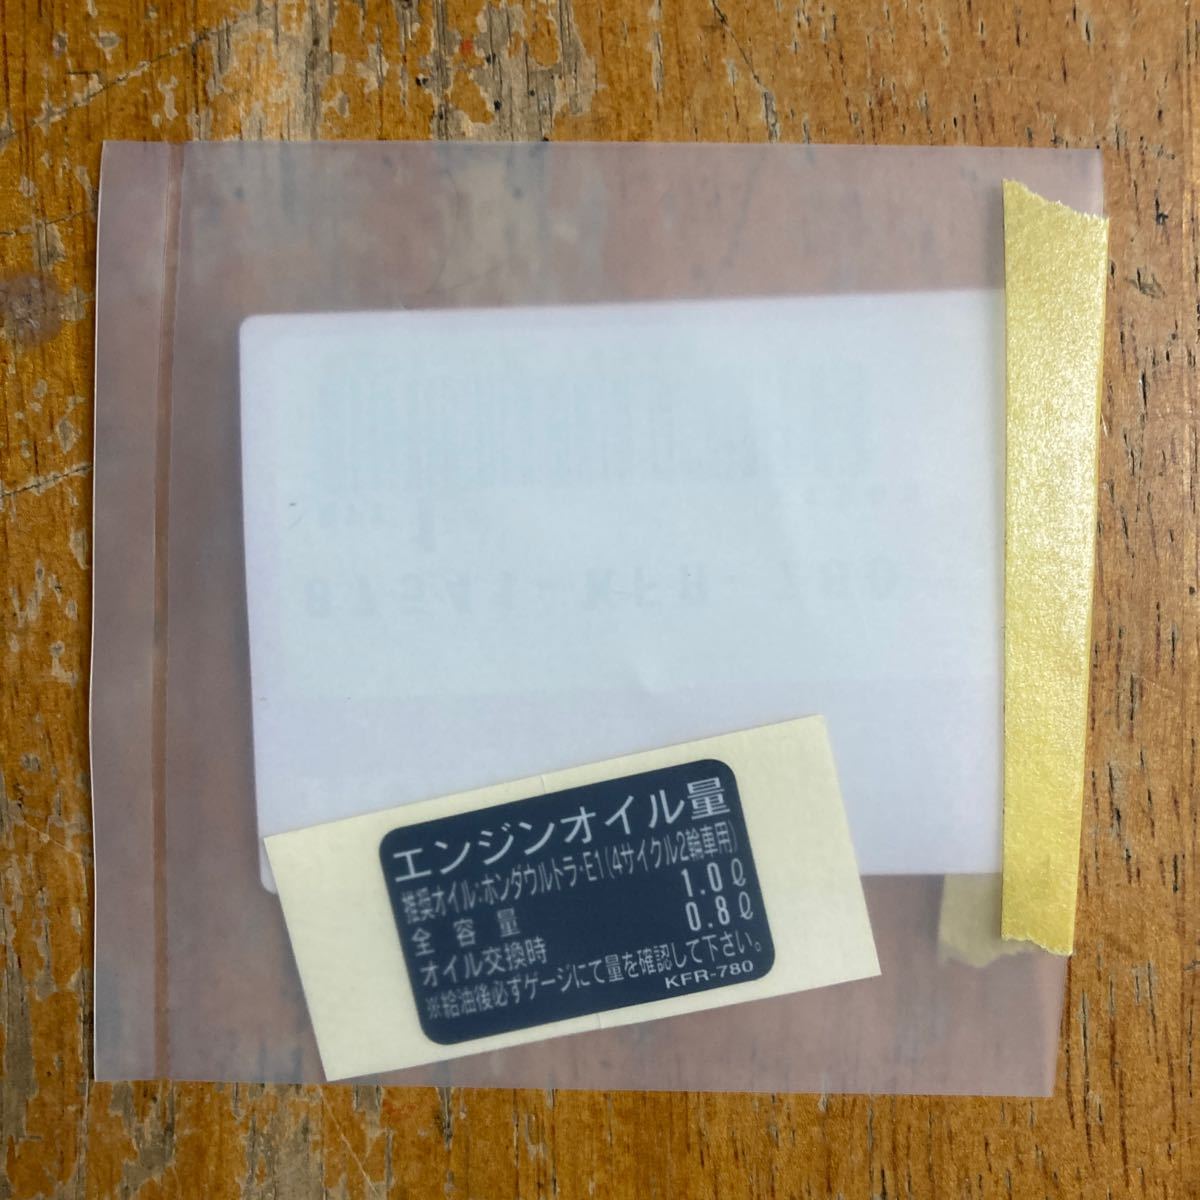 エンジンオイル量
推奨オイル:ホンダウルトラ・E1(4サイクル2輪車用)
全容量 1.0ℓ
オイル交換時 0.8ℓ
※給油後必ずゲージにて量を確認して下さい。
KFR-780